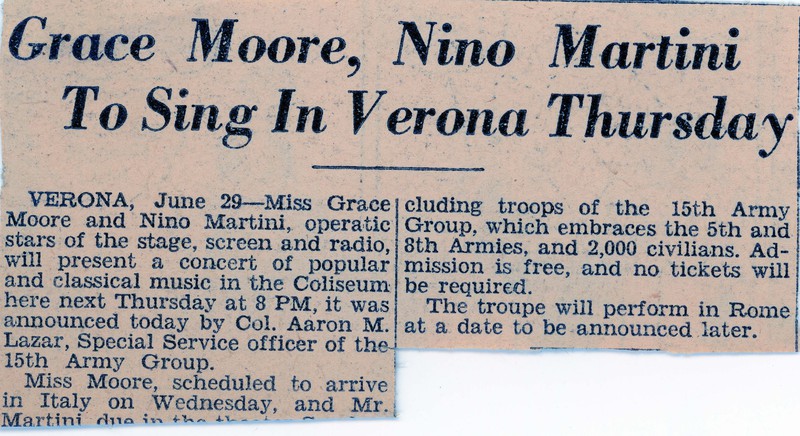 Grace Moore, Nino Martini
To Sing In Verona Thursday
VERONA, June 29—Miss Grace
Moore and Nino Martini, operatic
stars of the stage, screen and radio,
will present a concert of popular
and classical music in the Coliseum
here next Thursday at 8 PM, it was
announced today by Col. Aaron M.
Lazar, Special Service officer of the
15th Army Group.
Miss Moore, scheduled to arrive
in Italy on Wednesday, and Mr.
Martini, due in the
cluding troops of the 15th Army
Group, which embraces the 5th and
8th Armies, and 2,000 civilians. Ad-
mission is free, and no tickets will
be required.
The troupe will perform in Rome
at a date to be announced later.